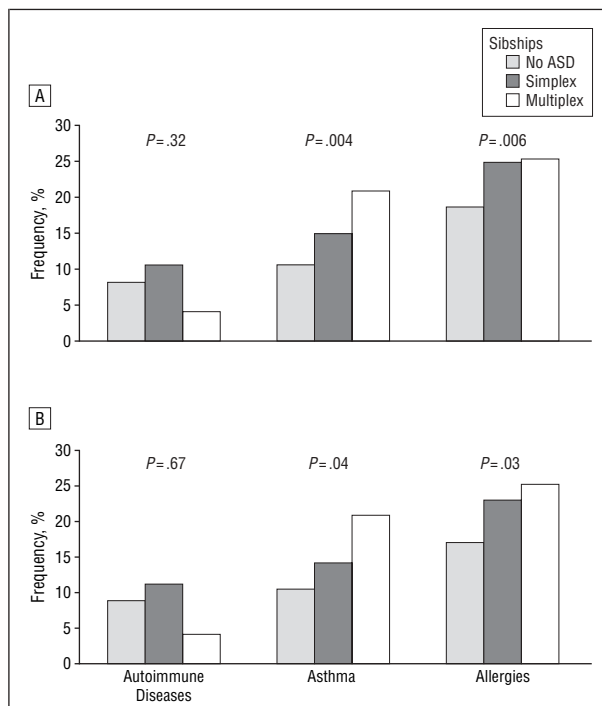 Sibships
No ASD
Simplex
Multiplex
A
30
25
20
15
10
5
0
Frequency, %
P = .32
P = .004
P = .006
B
30
25
20
15
10
5
0
Frequency, %
P = .67
P = .04
P = .03
Autoimmune
Diseases
Asthma
Allergies